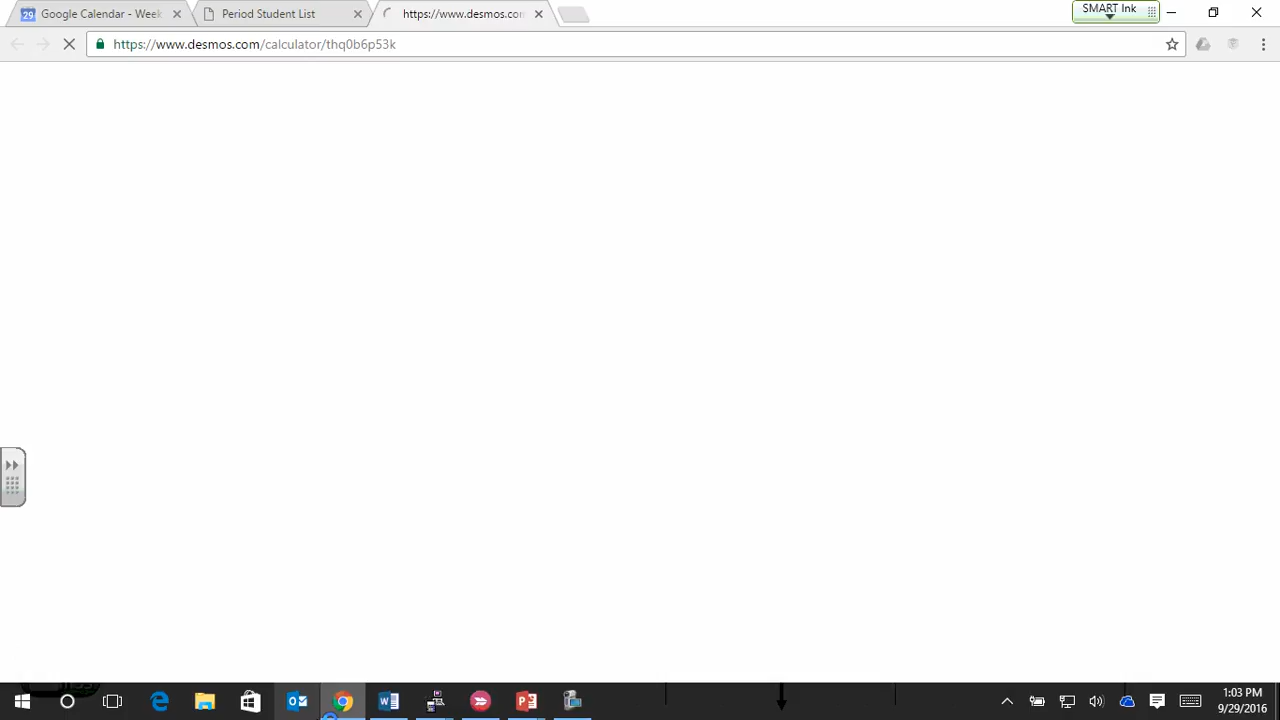 29 Google Calendar - Week
Period Student List
https://www.desmos.com
SMART Ink
https://www.desmos.com/calculator/thq0b6p53k
1:03 PM
9/29/2016